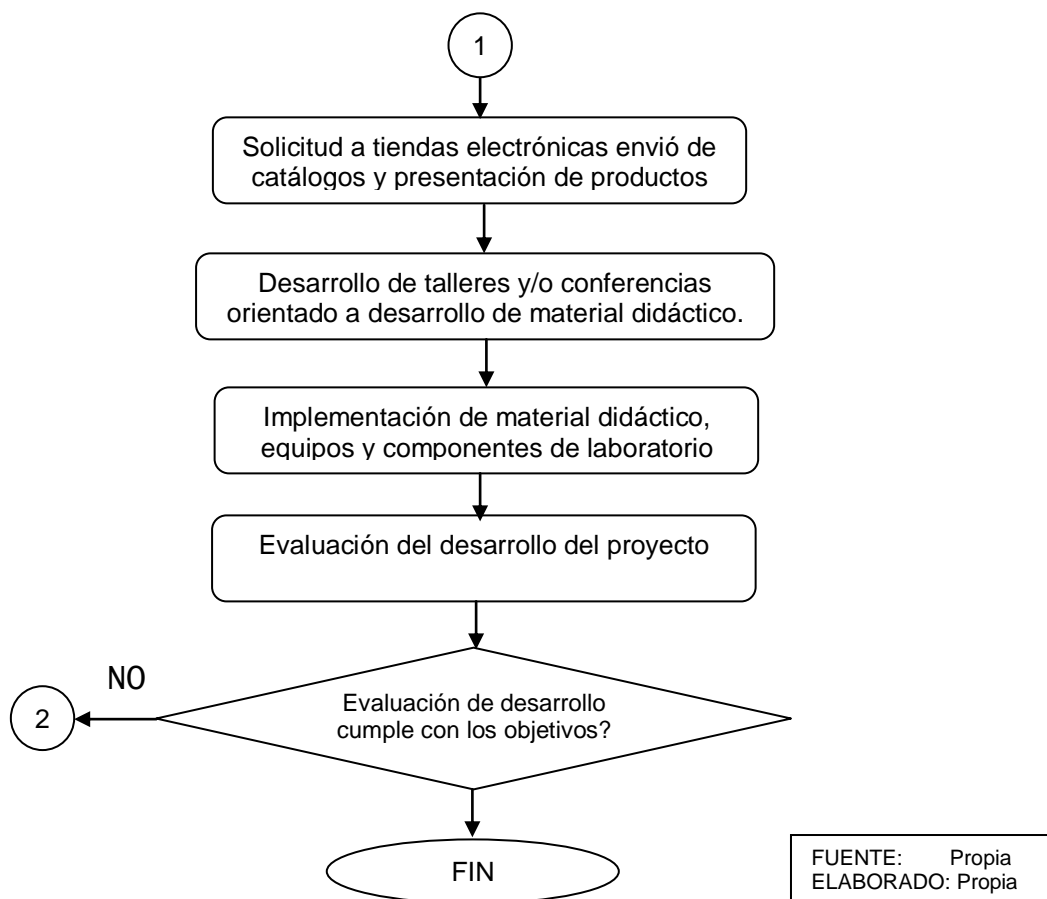 1
Solicitud a tiendas electrónicas envió de
catálogos y presentación de productos
Desarrollo de talleres y/o conferencias
orientado a desarrollo de material didáctico.
Implementación de material didáctico,
equipos y componentes de laboratorio
Evaluación del desarrollo del proyecto
NO
2
Evaluación de desarrollo
cumple con los objetivos?
FIN
FUENTE: Propia
ELABORADO: Propia